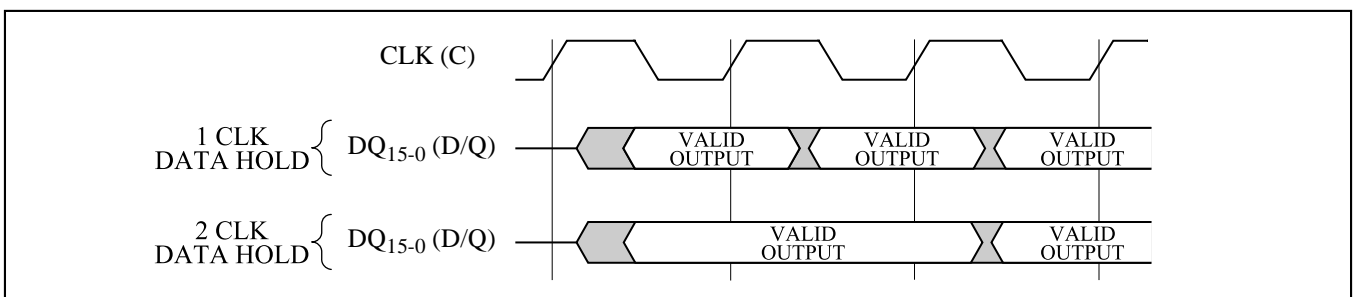 CLK (C)
1 CLK
DATA HOLD
DQ15-0 (D/Q)
VALID
OUTPUT
VALID
OUTPUT
VALID
OUTPUT
2 CLK
DATA HOLD
DQ15-0 (D/Q)
VALID
OUTPUT
VALID
OUTPUT